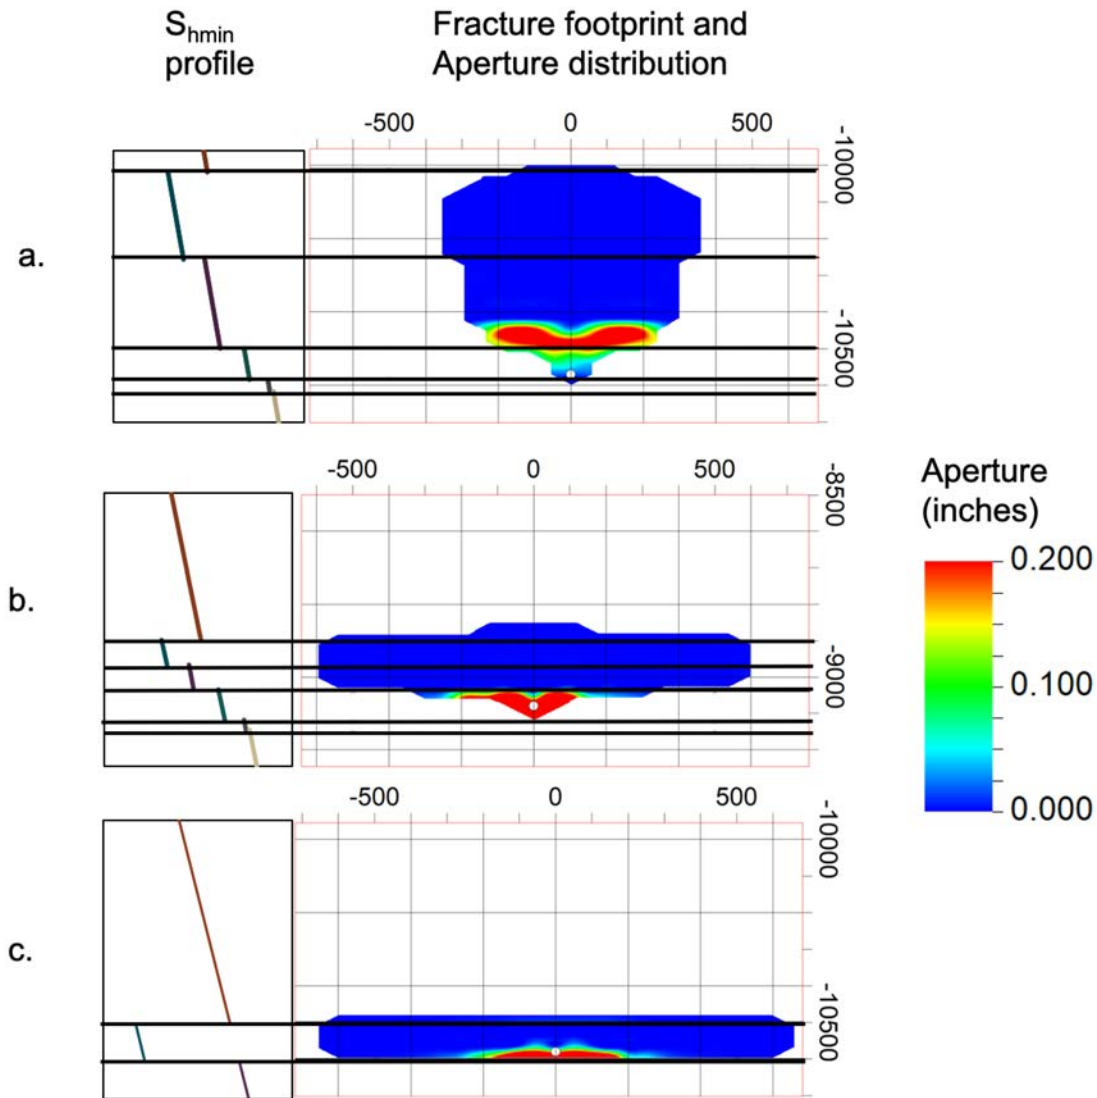 S_hmin
profile
Fracture footprint and
Aperture distribution
a.
-500 0 500
-10000
-10500
b.
-500 0 500
-8500
-9000
Aperture
(inches)
0.200
0.100
0.000
c.
-500 0 500
-10000
-10500